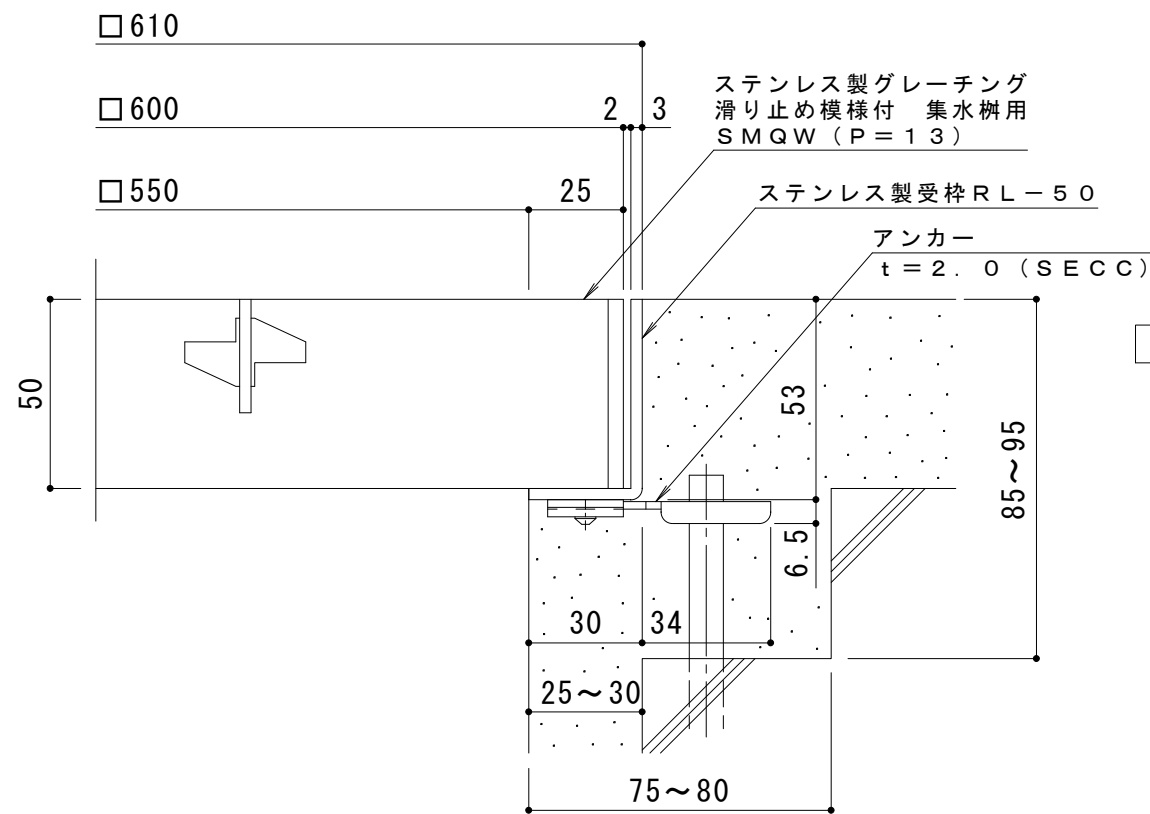 □610
□600
2
3
□550
25
ステンレス製グレーチング
滑り止め模様付 集水桝用
SMQW(P=13)
ステンレス製受枠RL-50
アンカー
t=2.0(SECC)
50
53
85~95
6.5
30
34
25~30
75~80